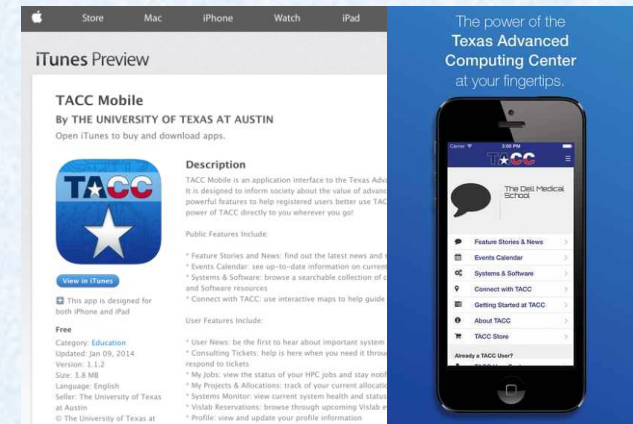 Store Mac iPhone Watch iPad
iTunes Preview
TACC Mobile
By THE UNIVERSITY OF TEXAS AT AUSTIN
Open iTunes to buy and download apps.
TACC
View in iTunes
This app is designed for
both iPhone and iPad
Free
Category: Education
Updated: Jan 09, 2014
Version: 1.1.2
Size: 3.8 MB
Language: English
Seller: The University of Texas
at Austin
© The University of Texas at
Description
TACC Mobile is an application interface to the Texas
It is designed to inform society about the value of
powerful features to help registered users better use
power of TACC directly to you wherever you go!
Public Features Include:
* Feature Stories and News: find out the latest news and
* Events Calendar: see up-to-date information on
* Systems & Software: browse a searchable collection of
and Software resources
* Connect with TACC: use interactive maps to help guide
User Features Include:
* User News: be the first to hear about important system
* Consulting Tickets: help is here when you need it
respond to tickets
* My Jobs: view the status of your HPC jobs and stay
* My Projects & Allocations: track of your current
* Systems Monitor: view current system health and
* Vislab Reservations: browse through upcoming Vislab
* Profile: view and update your profile information
The power of the
Texas Advanced
Computing Center
at your fingertips.
Carrier 2:00 PM
TACC
The Dell Medical
School
Feature Stories & News
Events Calendar
Systems & Software
Connect with TACC
Getting Started at TACC
About TACC
TACC Store
Already a TACC User?